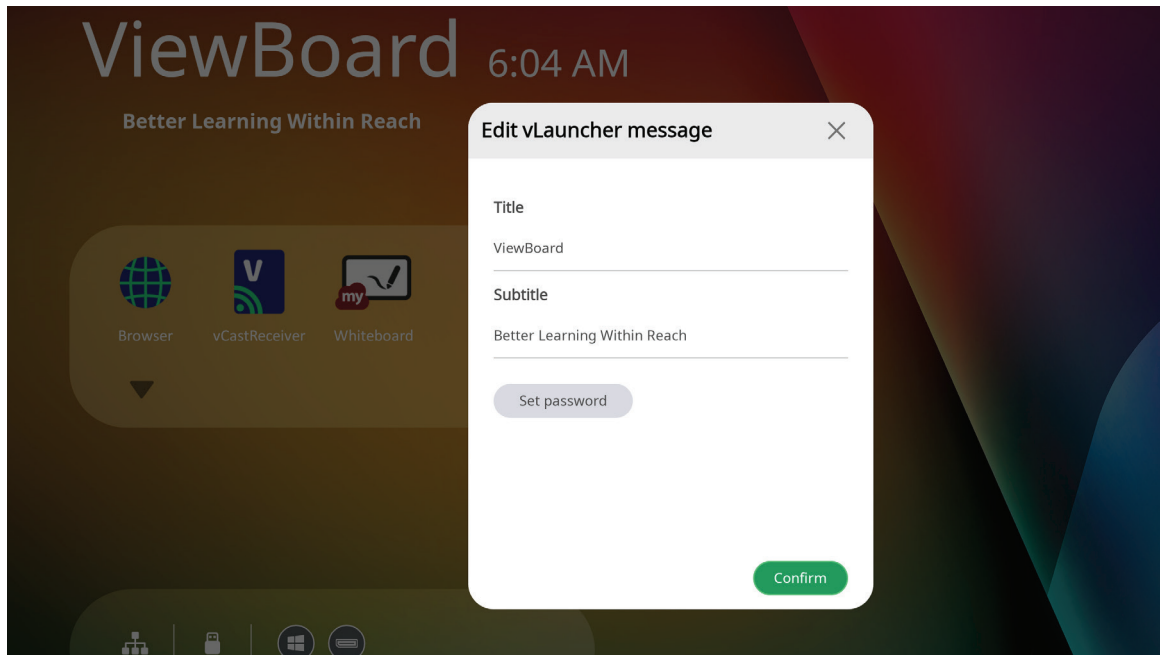 ViewBoard 6:04 AM
Better Learning Within Reach
Edit vLauncher message
Title
ViewBoard
Subtitle
Better Learning Within Reach
Set password
Confirm
V
my
Browser vCastReceiver Whiteboard